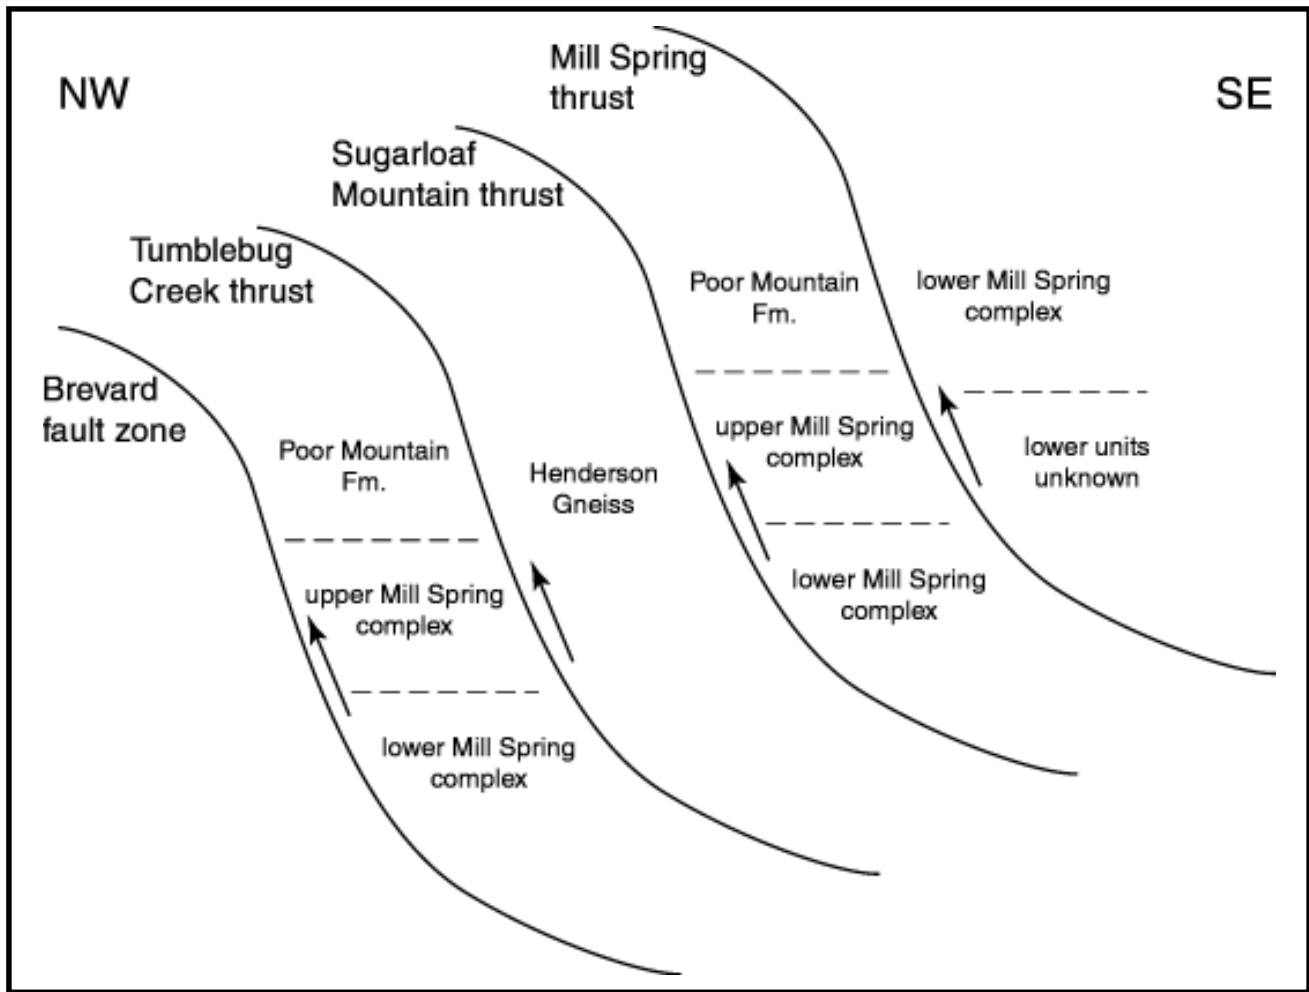 NW
SE
Mill Spring
thrust
Sugarloaf
Mountain thrust
Tumblebug
Creek thrust
Brevard
fault zone
Poor Mountain
Fm.
upper Mill Spring
complex
lower Mill Spring
complex
Henderson
Gneiss
Poor Mountain
Fm.
upper Mill Spring
complex
lower Mill Spring
complex
lower Mill Spring
complex
lower units
unknown